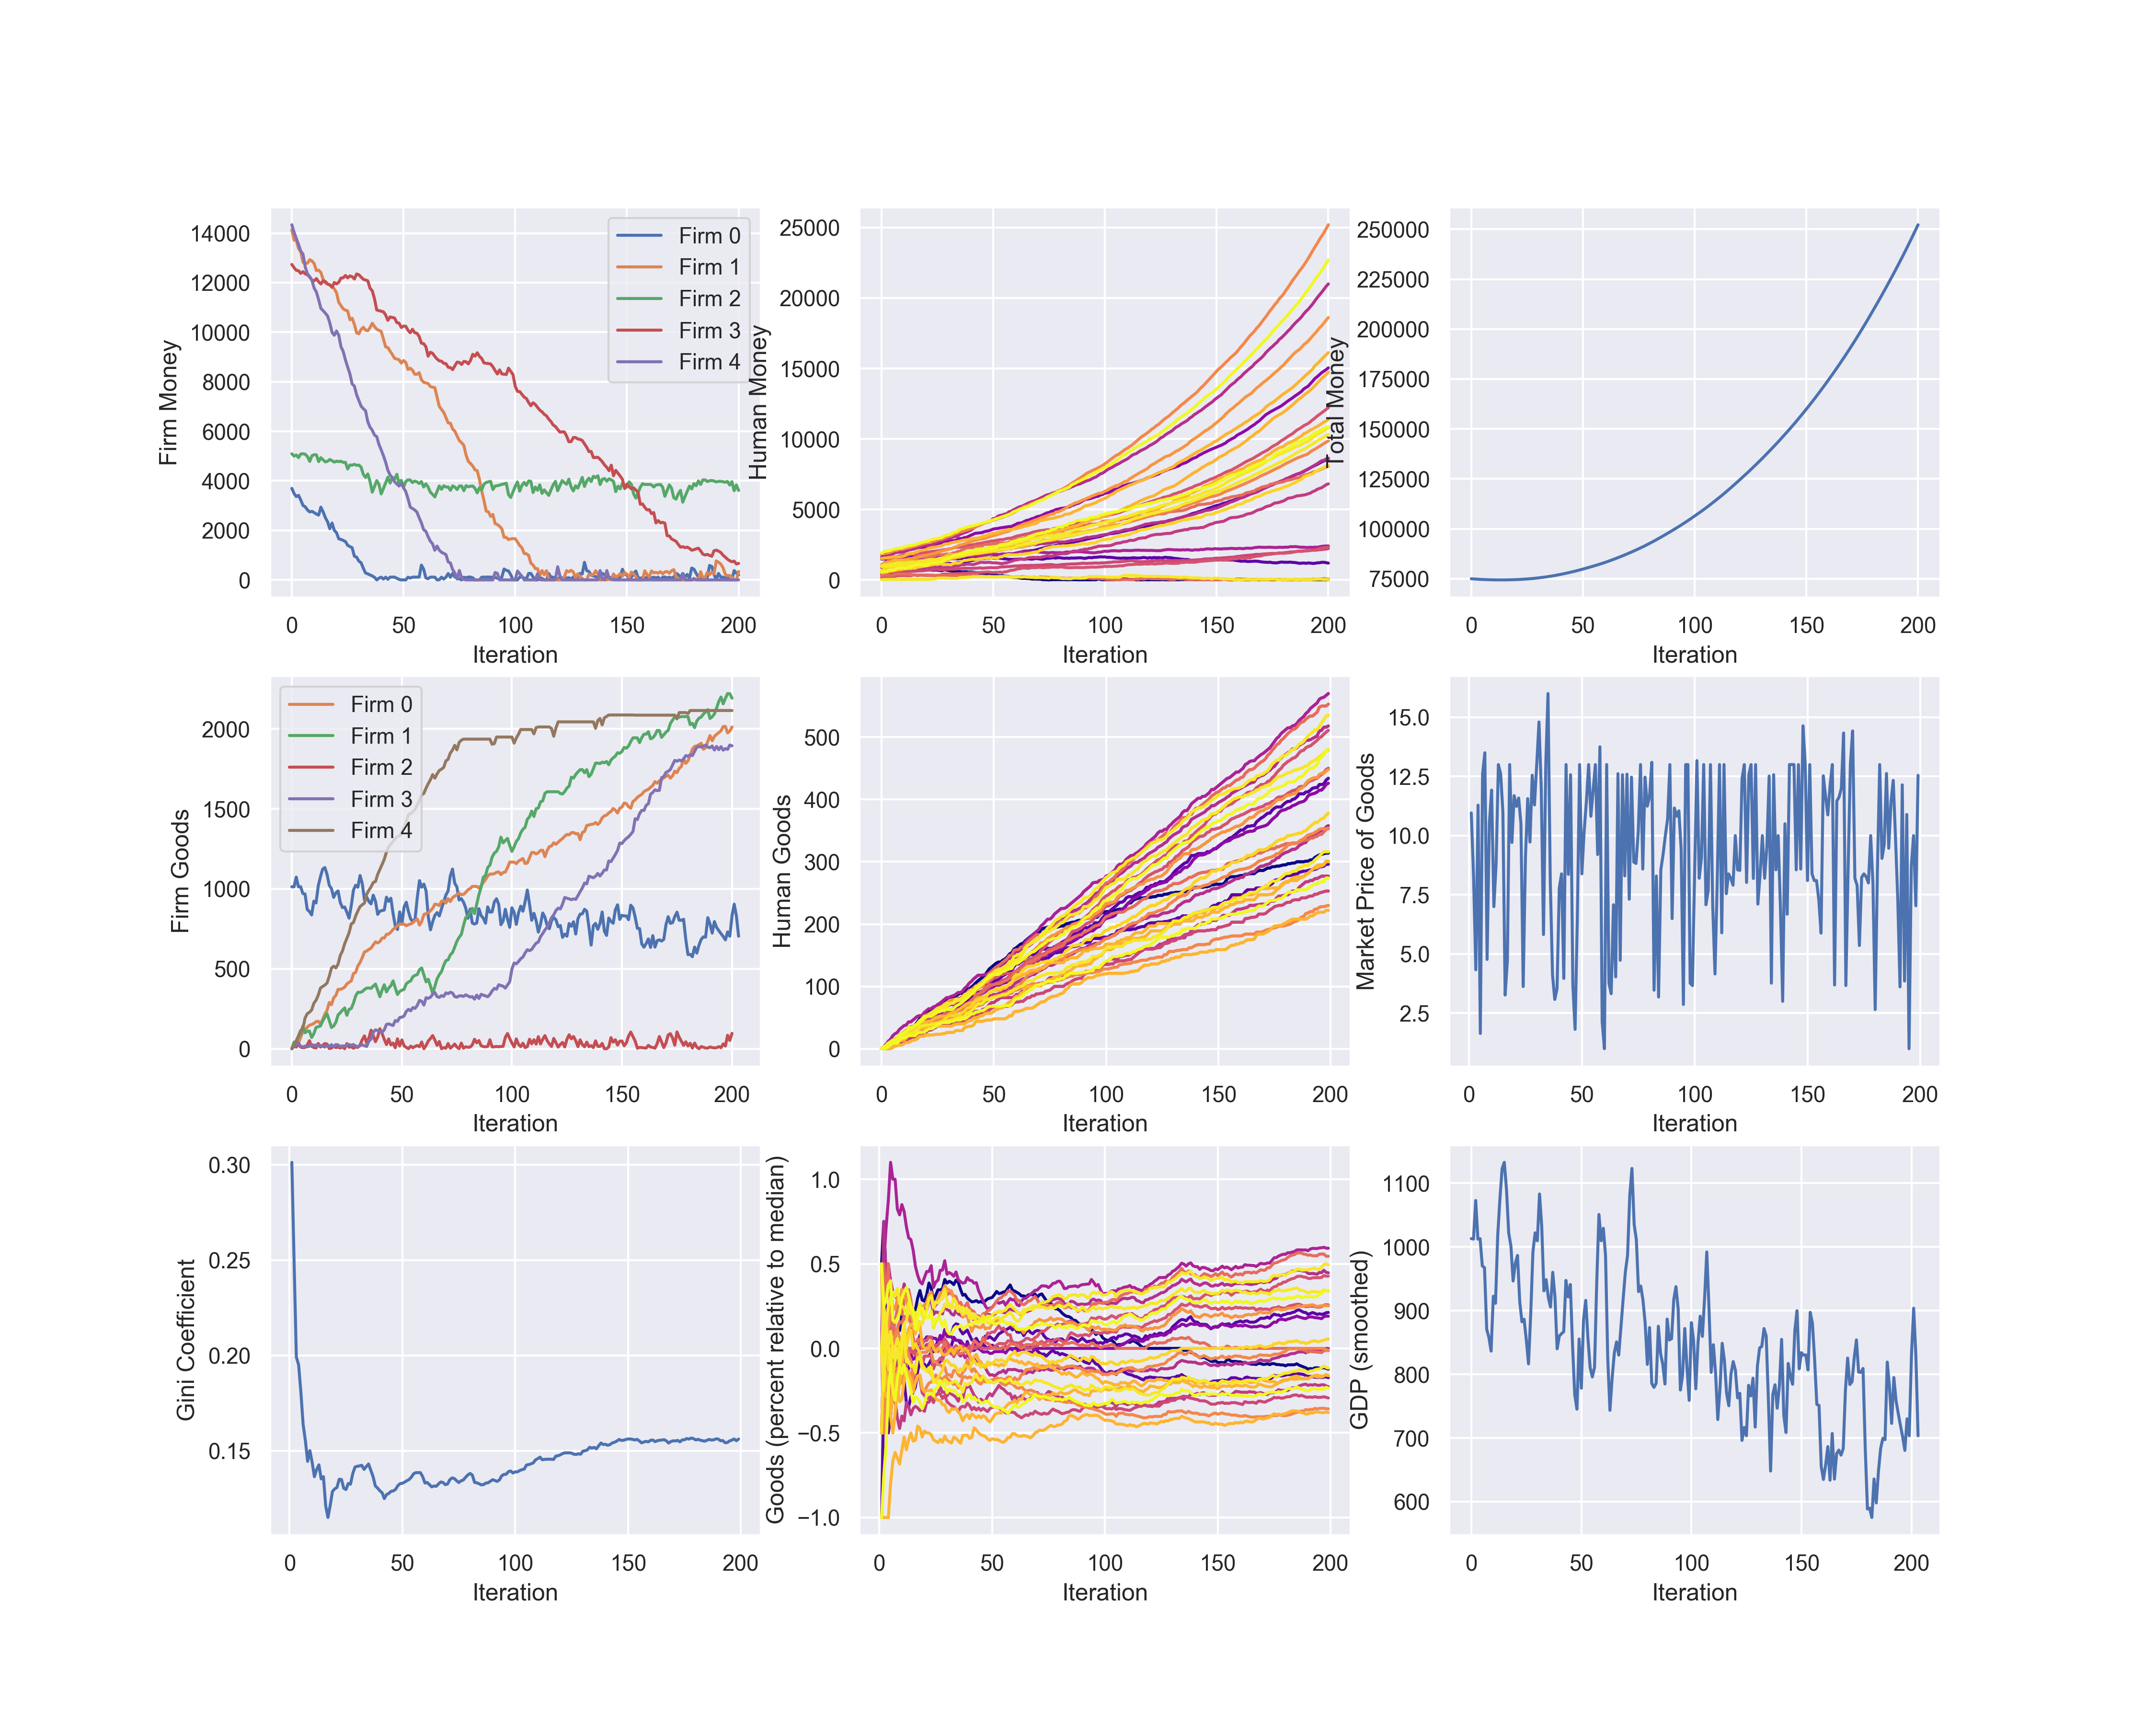 14000
12000
10000
8000
6000
4000
2000
0
Firm Money
Firm 0
Firm 1
Firm 2
Firm 3
Firm 4
0 50 100 150 200
Iteration
25000
20000
15000
10000
5000
0
Human Money
0 50 100 150 200
Iteration
250000
225000
200000
175000
150000
125000
100000
75000
Total Money
0 50 100 150 200
Iteration
2000
1500
1000
500
0
Firm Goods
Firm 0
Firm 1
Firm 2
Firm 3
Firm 4
0 50 100 150 200
Iteration
500
400
300
200
100
0
Human Goods
0 50 100 150 200
Iteration
15.0
12.5
10.0
7.5
5.0
2.5
Market Price of Goods
0 50 100 150 200
Iteration
0.30
0.25
0.20
0.15
Gini Coefficient
0 50 100 150 200
Iteration
1.0
0.5
0.0
−0.5
−1.0
Goods (percent relative to median)
0 50 100 150 200
Iteration
1100
1000
900
800
700
600
GDP (smoothed)
0 50 100 150 200
Iteration